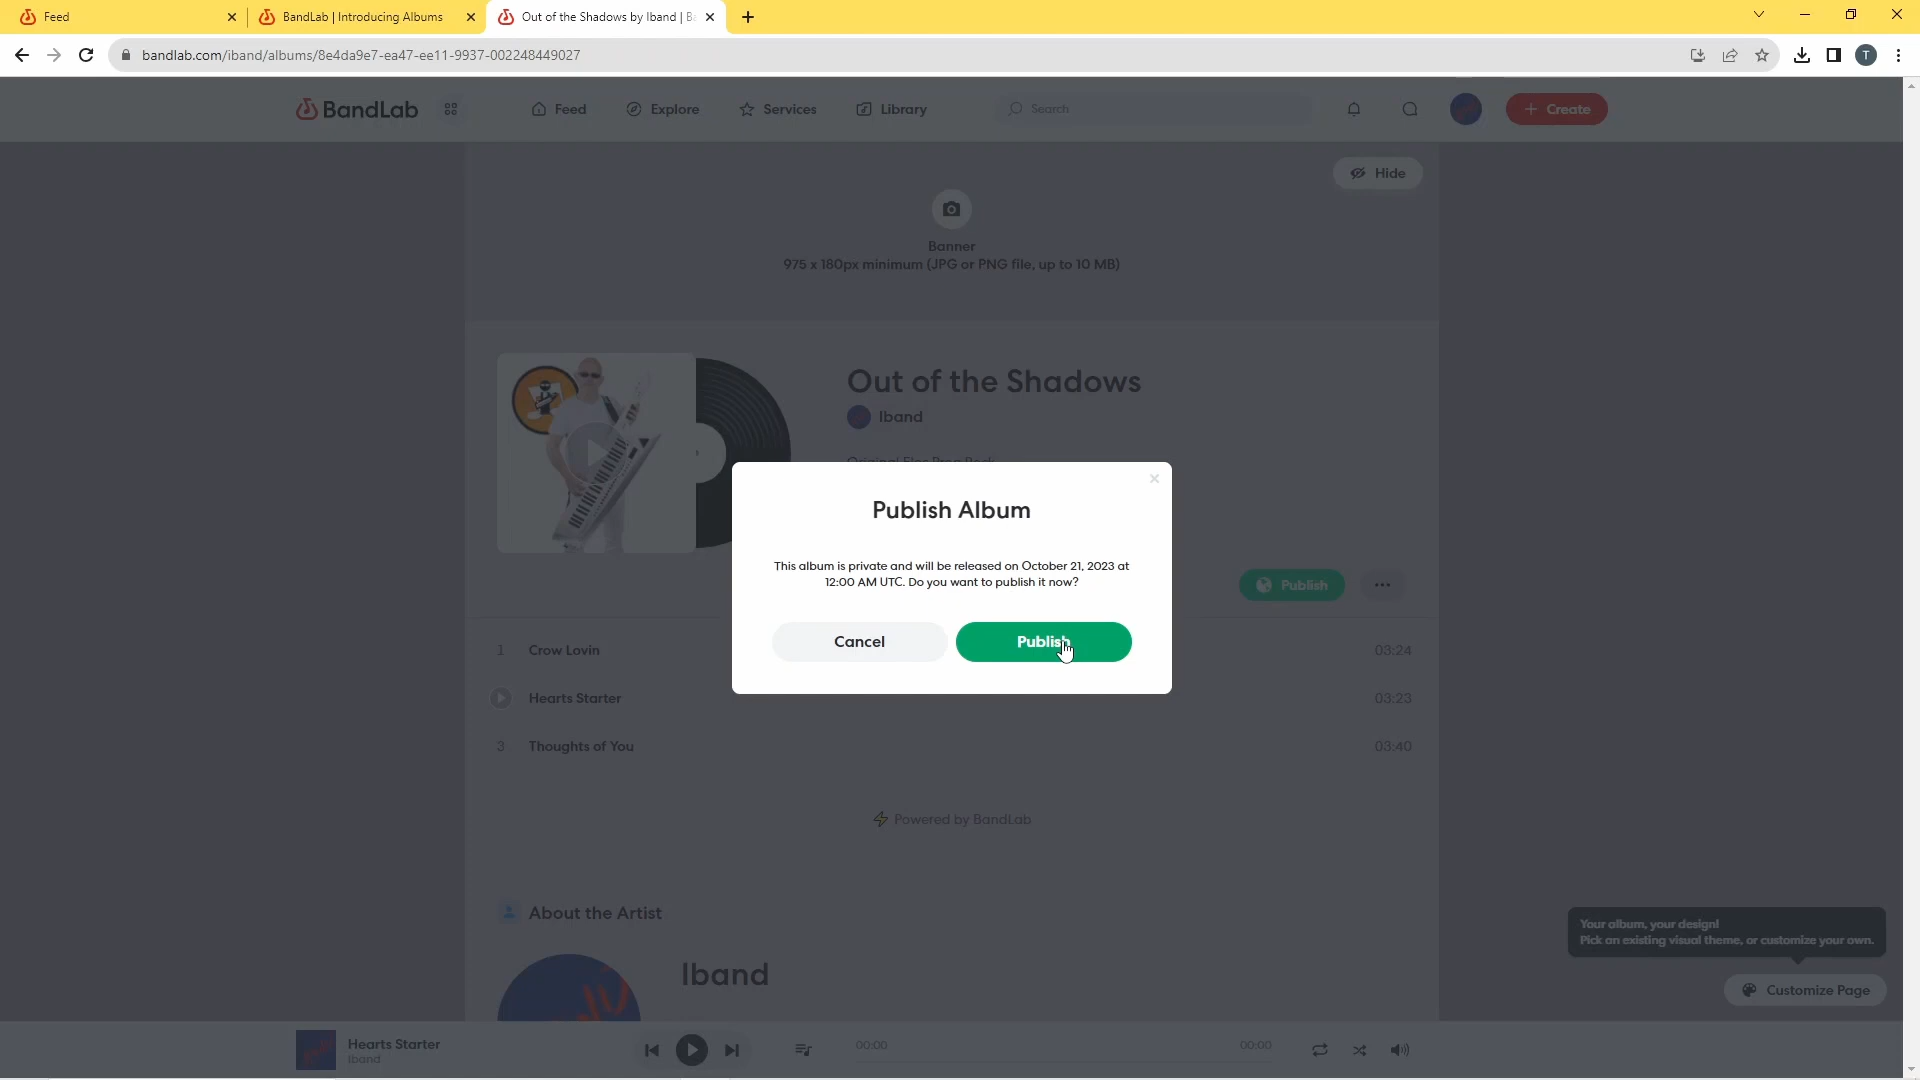 Feed
BandLab | Introducing Albums
Out of the Shadows by Iband |
bandlab.com/iband/albums/8e4da9e7-ea47-ee11-9937-002248449027
T
BandLab
Feed
Explore
Services
Library
Search
Create
Hide
Banner
975 x 180px minimum (JPG or PNG file, up to 10 MB)
Out of the Shadows
Iband
Publish Album
This album is private and will be released on October 21, 2023 at
12:00 AM UTC. Do you want to publish it now?
Cancel
Publish
Publish
1 Crow Lovin 03:24
Hearts Starter 03:23
3 Thoughts of You 03:40
Powered by BandLab
About the Artist
Iband
Your album, your design!
Pick an existing visual theme, or customize your own.
Customize Page
Hearts Starter
Iband
00:00
00:00